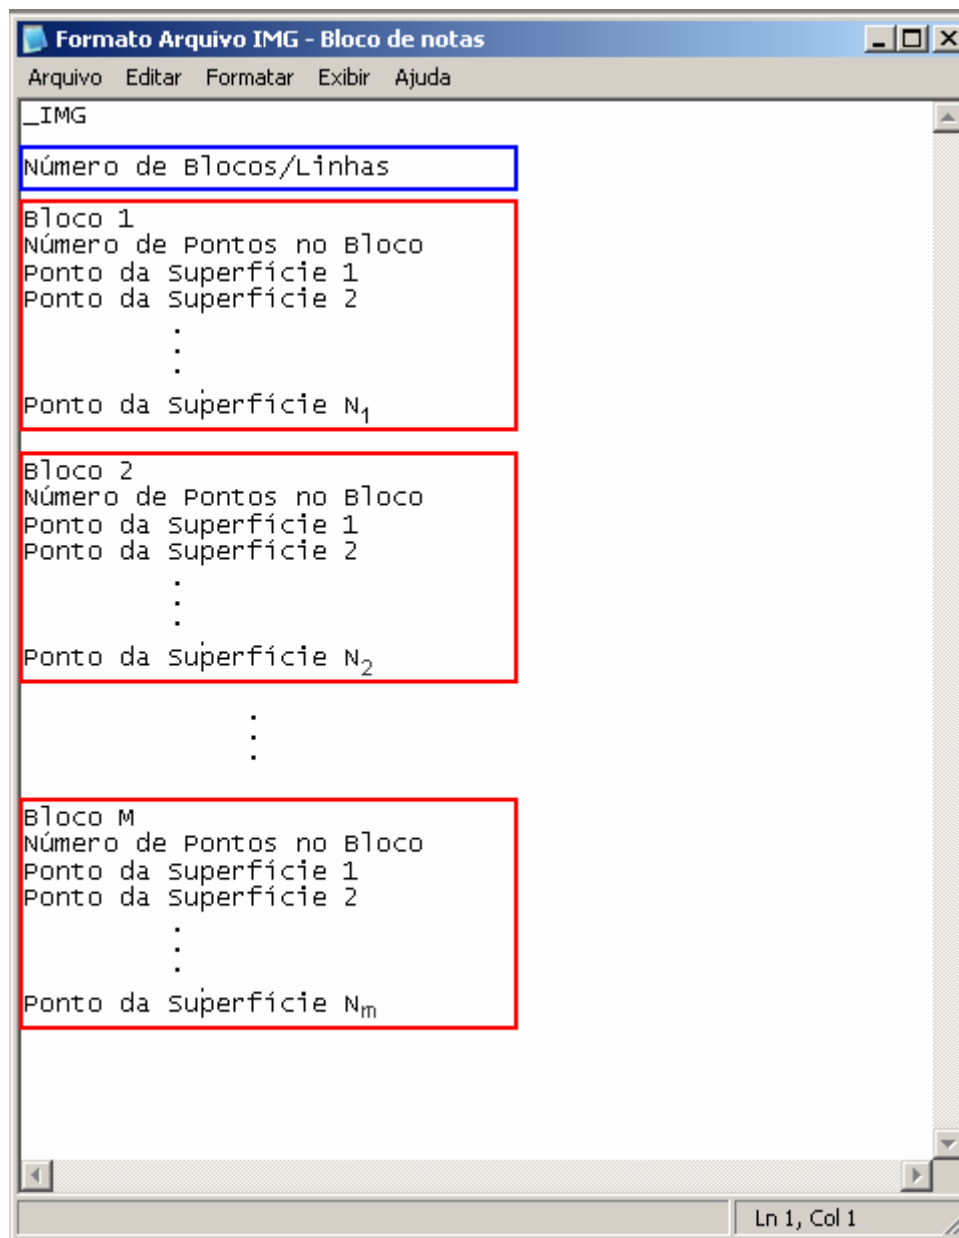 Formato Arquivo IMG - Bloco de notas
Arquivo Editar Formatar Exibir Ajuda
_IMG
Número de Blocos/Linhas
Bloco 1
Número de Pontos no Bloco
Ponto da Superfície 1
Ponto da Superfície 2
.
.
.
Ponto da Superfície N₁
Bloco 2
Número de Pontos no Bloco
Ponto da Superfície 1
Ponto da Superfície 2
.
.
.
Ponto da Superfície N₂
.
.
.
Bloco M
Número de Pontos no Bloco
Ponto da Superfície 1
Ponto da Superfície 2
.
.
.
Ponto da Superfície Nₘ
Ln 1, Col 1